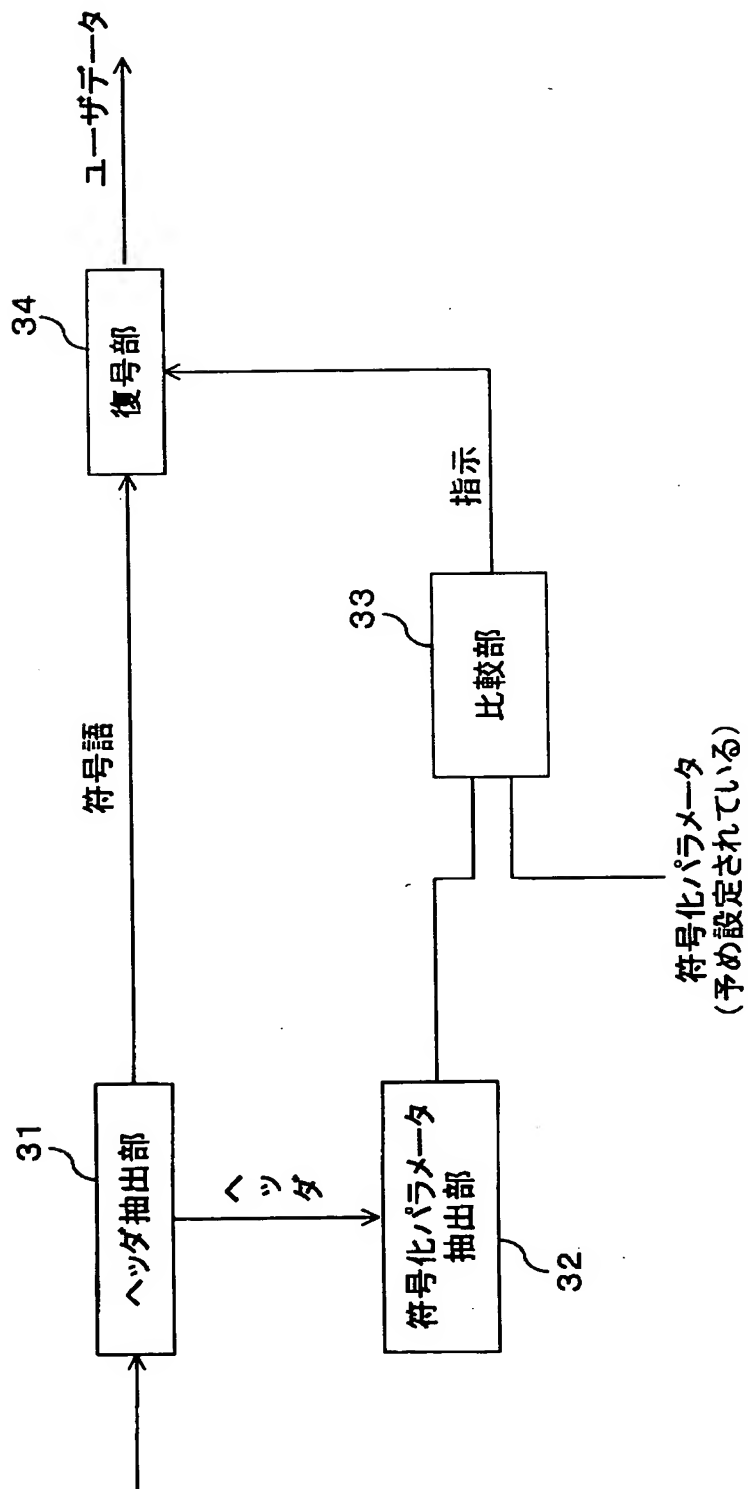 31
ヘッダ抽出部
符号語
34
復号部
ユーザデータ
ヘッダ
符号化パラメータ
抽出部
32
33
比較部
指示
符号化パラメータ
(予め設定されている)